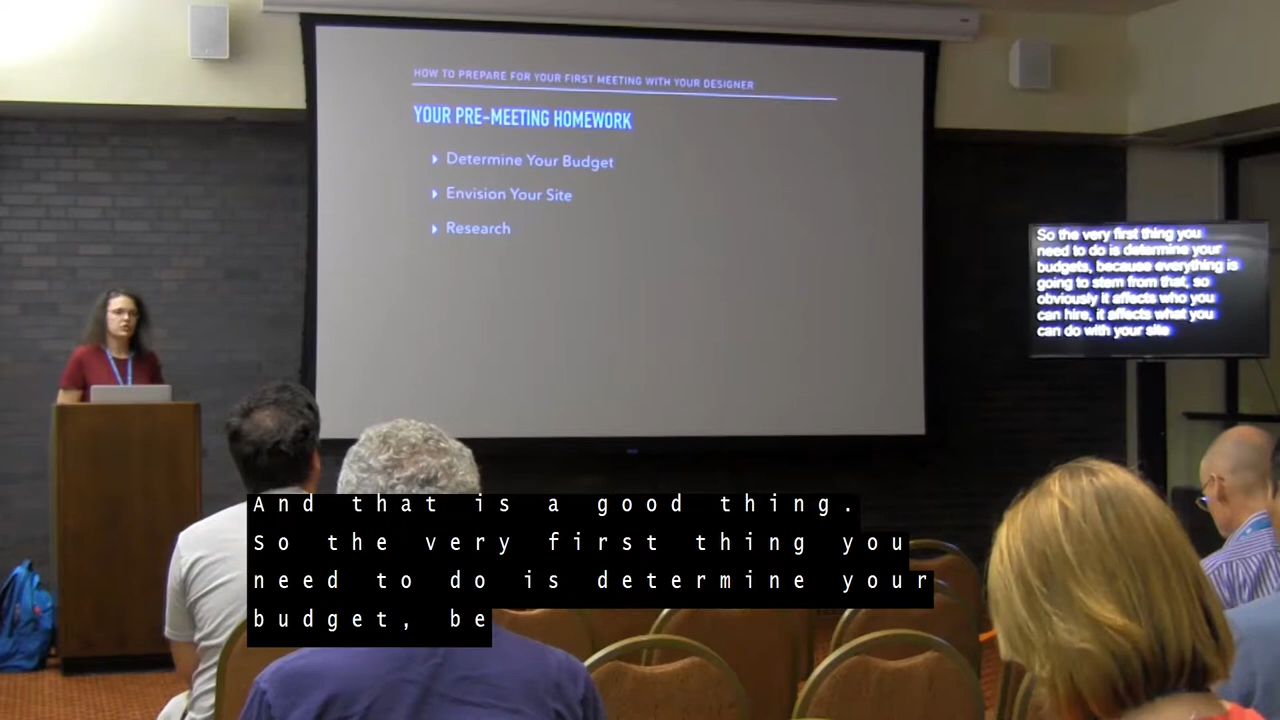 HOW TO PREPARE FOR YOUR FIRST MEETING WITH YOUR DESIGNER
YOUR PRE-MEETING HOMEWORK
Determine Your Budget
Envision Your Site
Research
So the very first thing you
need to do is determine your
budgets, because everything is
going to stem from that, so
obviously it affects who you
can hire, it affects what you
can do with your site
And that is a good thing.
So the very first thing you
need to do is determine your
budget, be